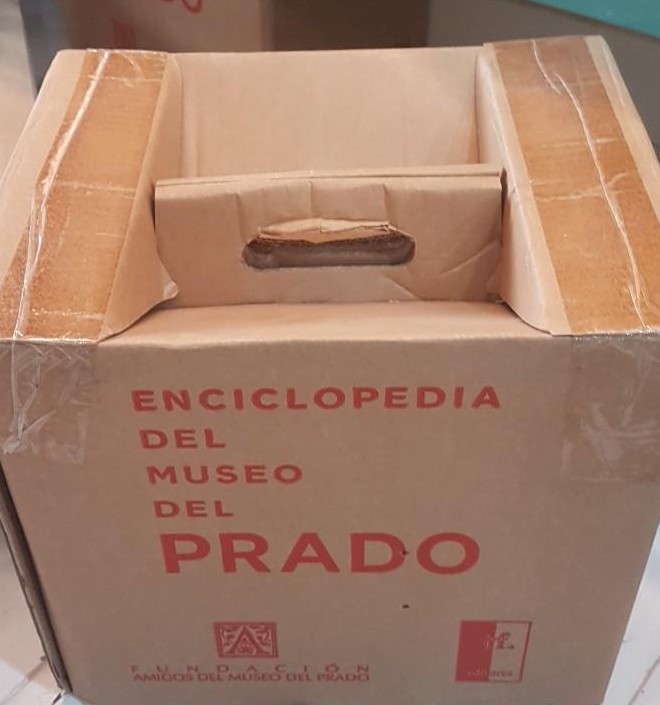 ENCICLOPEDIA
DEL
MUSEO
DEL
PRADO
A
FUNDACIÓN
AMIGOS DEL MUSEO DEL PRADO